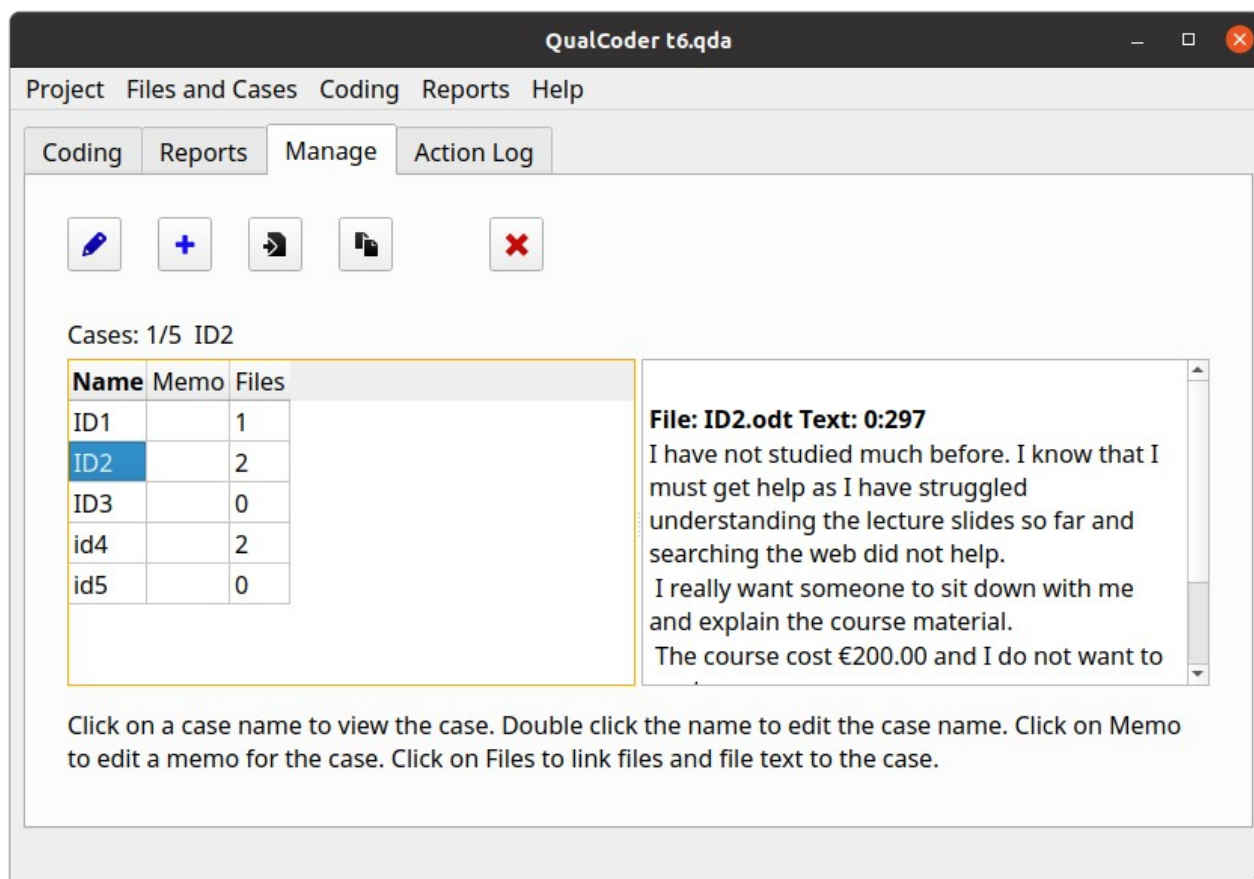 QualCoder t6.qda
Project Files and Cases Coding Reports Help
Coding Reports Manage Action Log
Cases: 1/5 ID2
Name Memo Files
ID1 1
ID2 2
ID3 0
id4 2
id5 0
File: ID2.odt Text: 0:297
I have not studied much before. I know that I
must get help as I have struggled
understanding the lecture slides so far and
searching the web did not help.
I really want someone to sit down with me
and explain the course material.
The course cost €200.00 and I do not want to
Click on a case name to view the case. Double click the name to edit the case name. Click on Memo
to edit a memo for the case. Click on Files to link files and file text to the case.